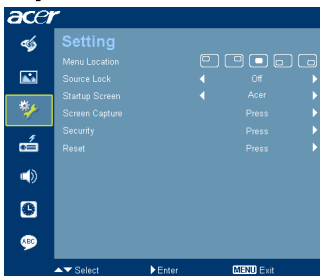 acer
Setting
Menu Location
Source Lock Off
Startup Screen Acer
Screen Capture Press
Security Press
Reset Press
ABC
Select Enter MENU Exit